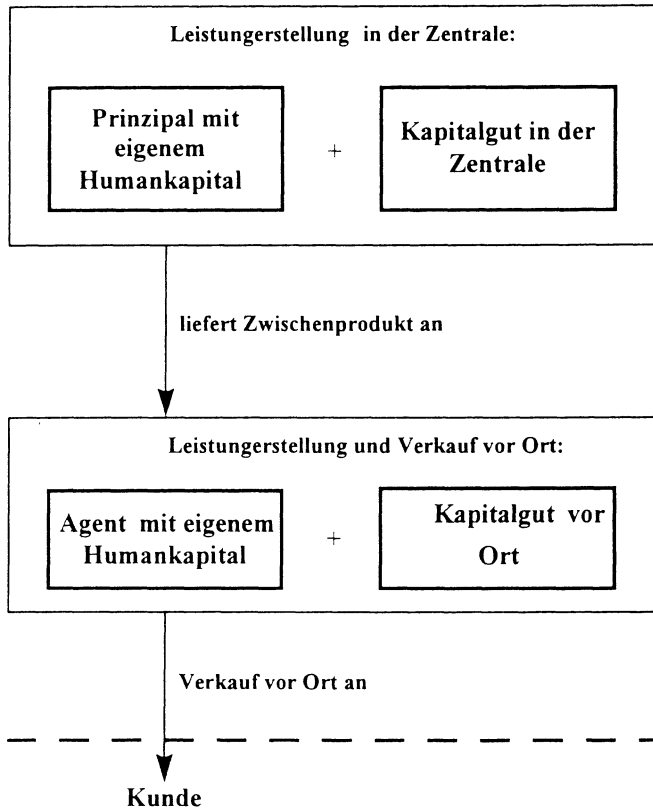 Leistungerstellung in der Zentrale:
Prinzipal mit
eigenem
Humankapital
+
Kapitalgut in der
Zentrale
liefert Zwischenprodukt an
Leistungerstellung und Verkauf vor Ort:
Agent mit eigenem
Humankapital
+
Kapitalgut vor
Ort
Verkauf vor Ort an
Kunde